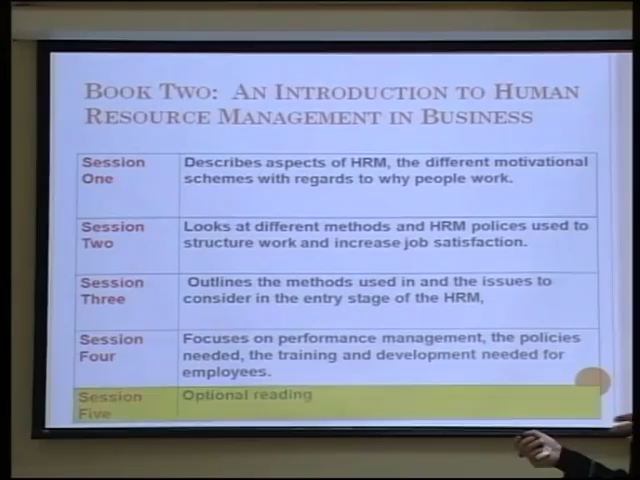 BOOK TWO: AN INTRODUCTION TO HUMAN
RESOURCE MANAGEMENT IN BUSINESS
Session
One
Describes aspects of HRM, the different motivational
schemes with regards to why people work.
Session
Two
Looks at different methods and HRM polices used to
structure work and increase job satisfaction.
Session
Three
Outlines the methods used in and the issues to
consider in the entry stage of the HRM,
Session
Four
Focuses on performance management, the policies
needed, the training and development needed for
employees.
Session
Five
Optional reading